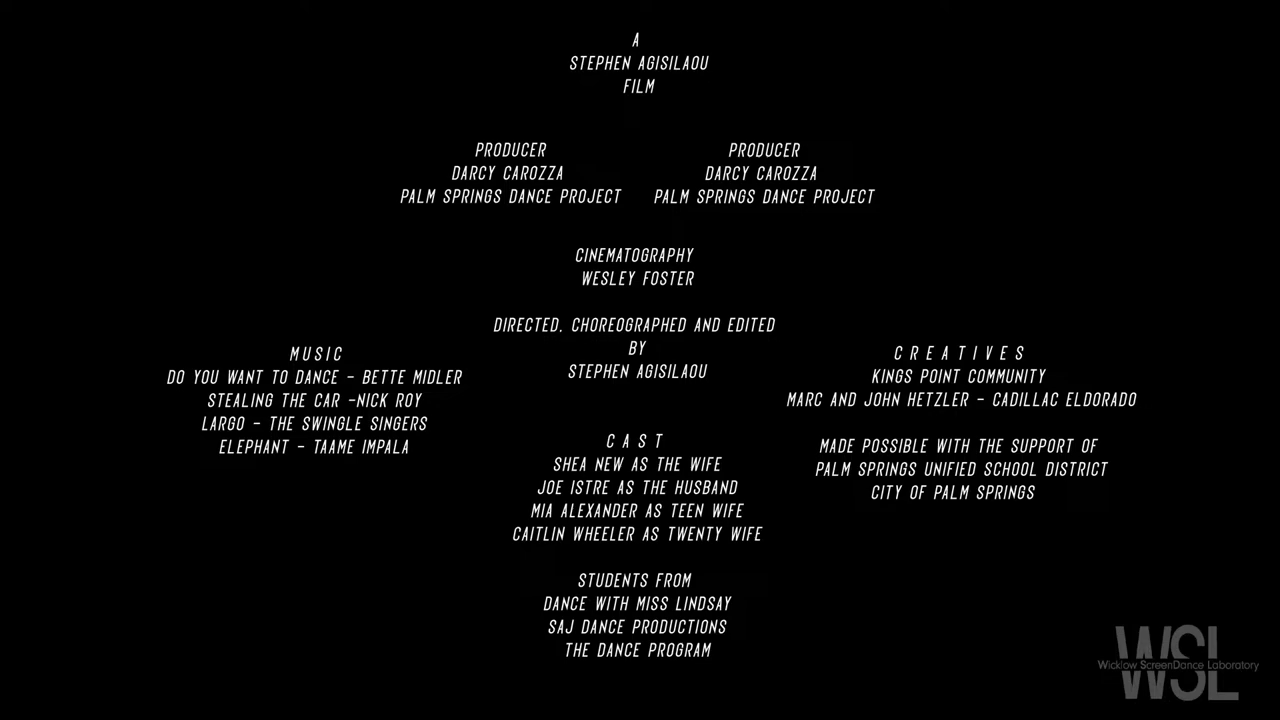 A
STEPHEN AGISILAOU
FILM
PRODUCER
DARCY CAROZZA
PALM SPRINGS DANCE PROJECT
PRODUCER
DARCY CAROZZA
PALM SPRINGS DANCE PROJECT
CINEMATOGRAPHY
WESLEY FOSTER
DIRECTED, CHOREOGRAPHED AND EDITED
BY
STEPHEN AGISILAOU
MUSIC
DO YOU WANT TO DANCE - BETTE MIDLER
STEALING THE CAR -NICK ROY
LARGO - THE SWINGLE SINGERS
ELEPHANT - TAAME IMPALA
CREATIVES
KINGS POINT COMMUNITY
MARC AND JOHN HETZLER - CADILLAC ELDORADO
MADE POSSIBLE WITH THE SUPPORT OF
PALM SPRINGS UNIFIED SCHOOL DISTRICT
CITY OF PALM SPRINGS
CAST
SHEA NEW AS THE WIFE
JOE ISTRE AS THE HUSBAND
MIA ALEXANDER AS TEEN WIFE
CAITLIN WHEELER AS TWENTY WIFE
STUDENTS FROM
DANCE WITH MISS LINDSAY
SAJ DANCE PRODUCTIONS
THE DANCE PROGRAM
WSL
Wicklow ScreenDance Laboratory